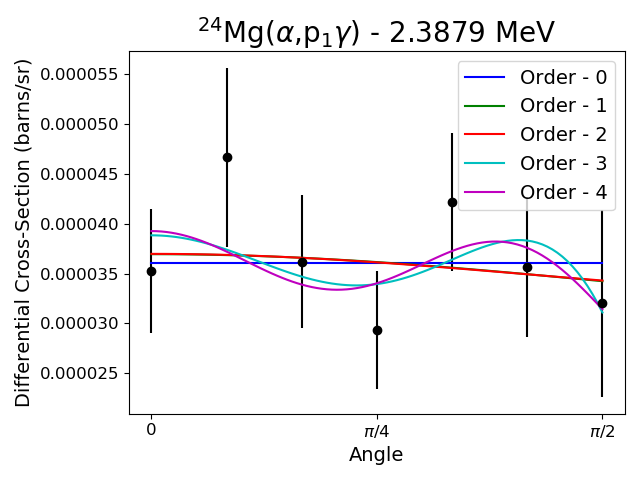 ²⁴Mg(α,p₁γ) - 2.3879 MeV
Differential Cross-Section (barns/sr)
0.000055
0.000050
0.000045
0.000040
0.000035
0.000030
0.000025
Order - 0
Order - 1
Order - 2
Order - 3
Order - 4
0
π/4
π/2
Angle